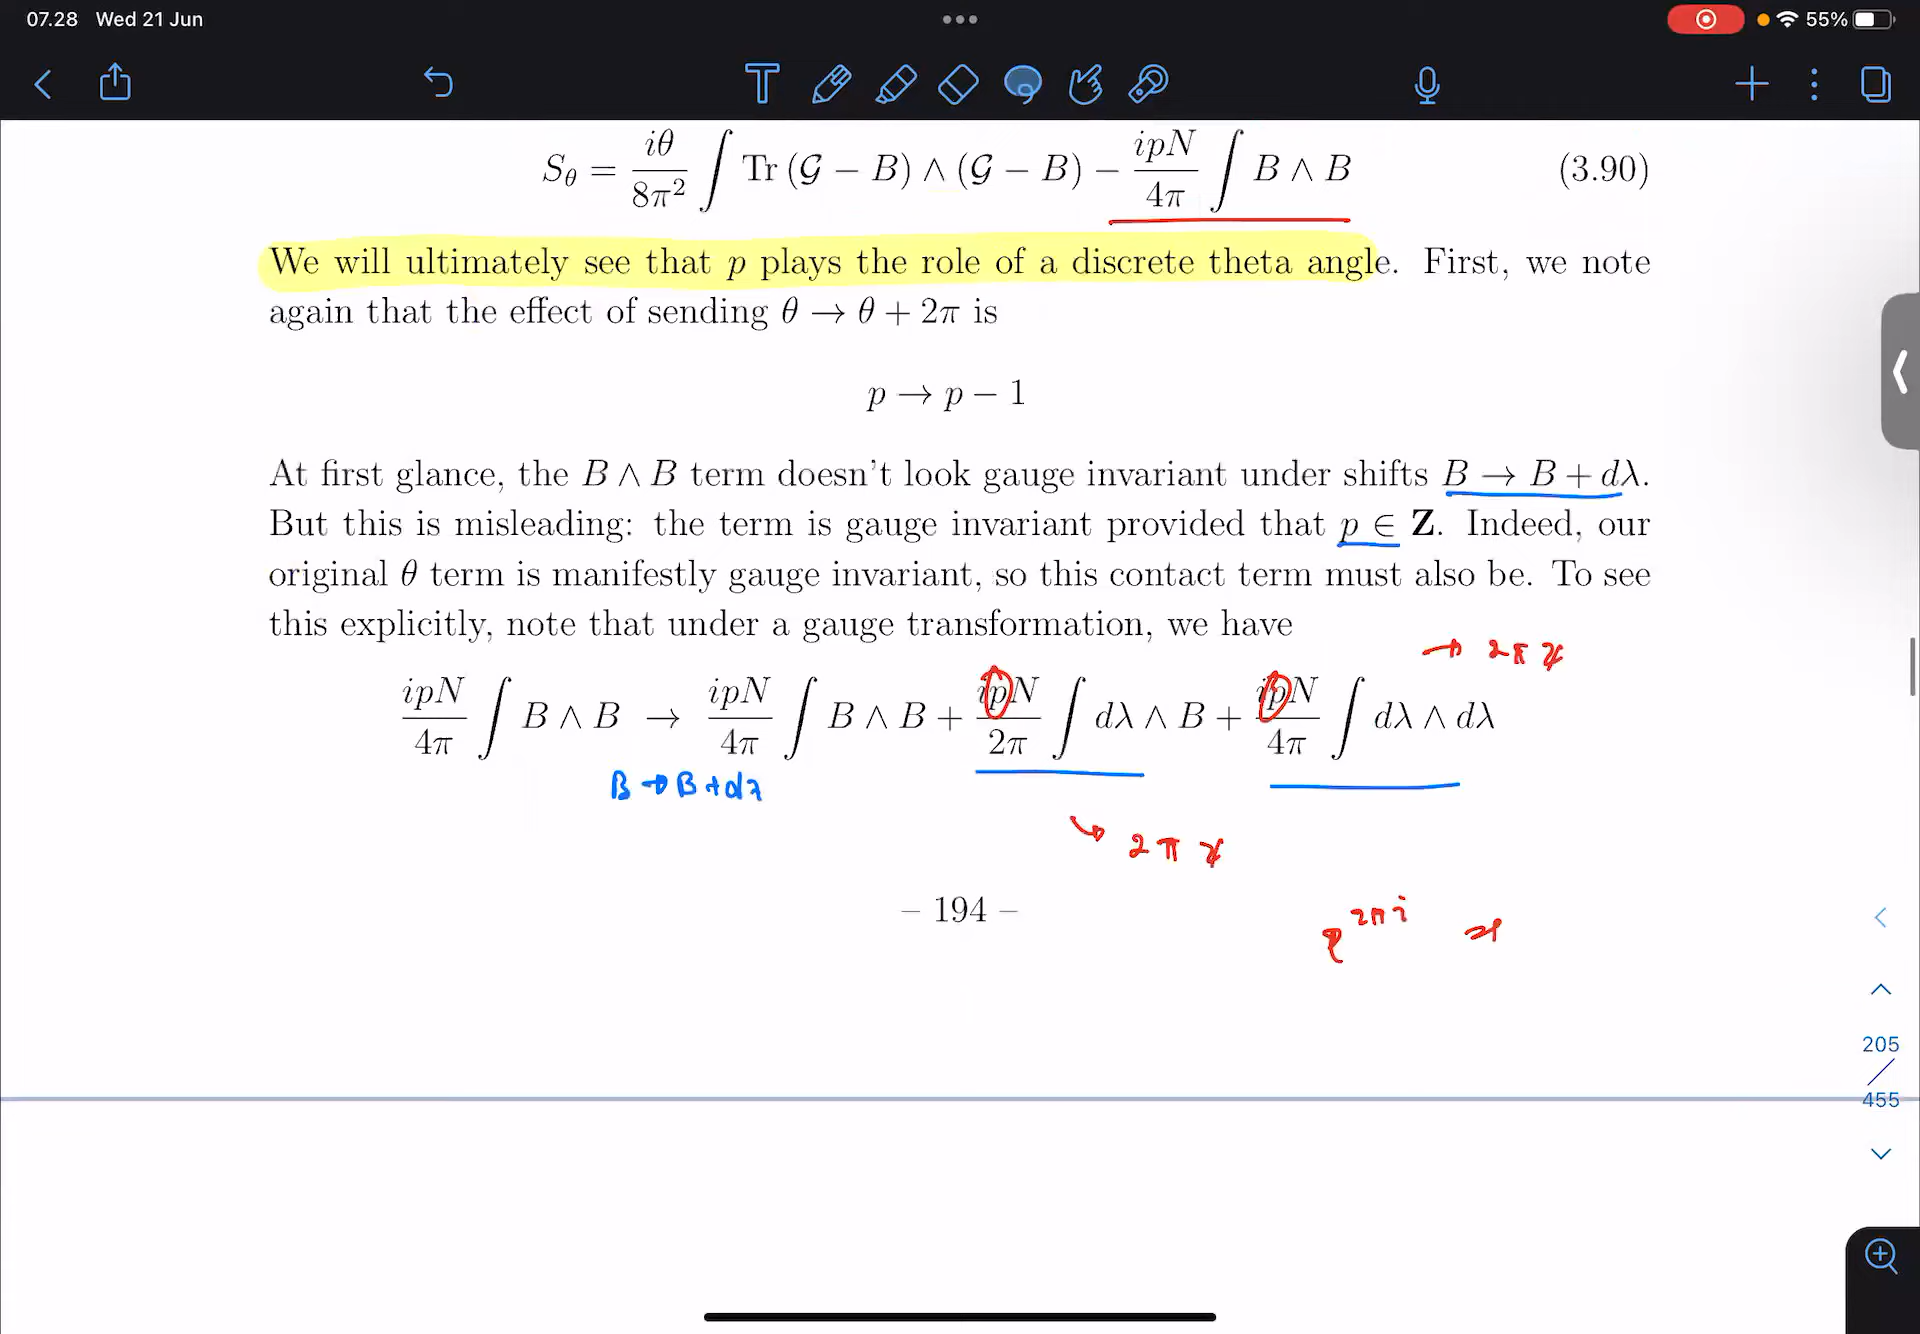 07.28 Wed 21 Jun
55%
S_θ = iθ/8π² ∫ Tr (𝒢 − B) ∧ (𝒢 − B) − ipN/4π ∫ B ∧ B (3.90)
We will ultimately see that p plays the role of a discrete theta angle. First, we note
again that the effect of sending θ → θ + 2π is
p → p − 1
At first glance, the B ∧ B term doesn't look gauge invariant under shifts B → B + dλ.
But this is misleading: the term is gauge invariant provided that p ∈ Z. Indeed, our
original θ term is manifestly gauge invariant, so this contact term must also be. To see
this explicitly, note that under a gauge transformation, we have
→ 2π ℤ
ipN/4π ∫ B ∧ B → ipN/4π ∫ B ∧ B + ipN/2π ∫ dλ ∧ B + ipN/4π ∫ dλ ∧ dλ
B → B + dλ
→ 2π ℤ
– 194 –
e^{2πi}
205
/
455